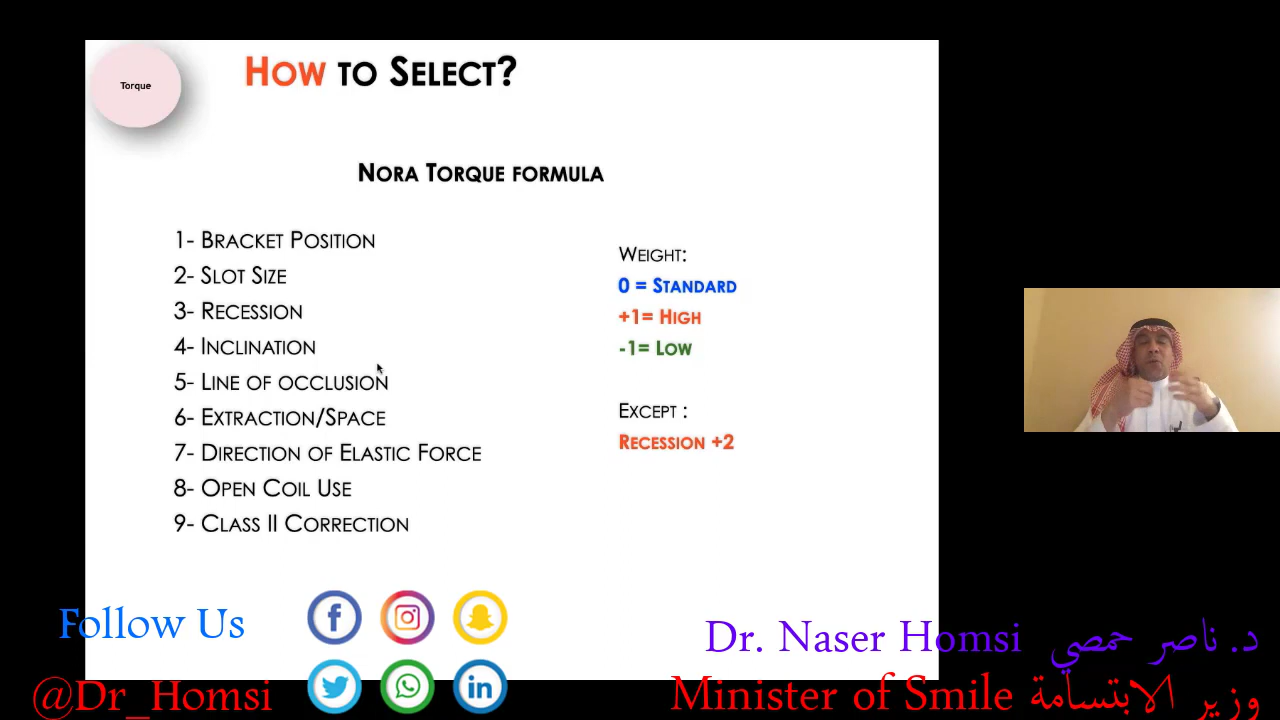 Torque
How to Select?
Nora Torque formula
1- Bracket Position
2- Slot Size
3- Recession
4- Inclination
5- Line of occlusion
6- Extraction/Space
7- Direction of Elastic Force
8- Open Coil Use
9- Class II Correction
Weight:
0 = Standard
+1= High
-1= Low
Except :
Recession +2
Follow Us
@Dr_Homsi
Dr. Naser Homsi د. ناصر حمصي
Minister of Smile وزير الابتسامة